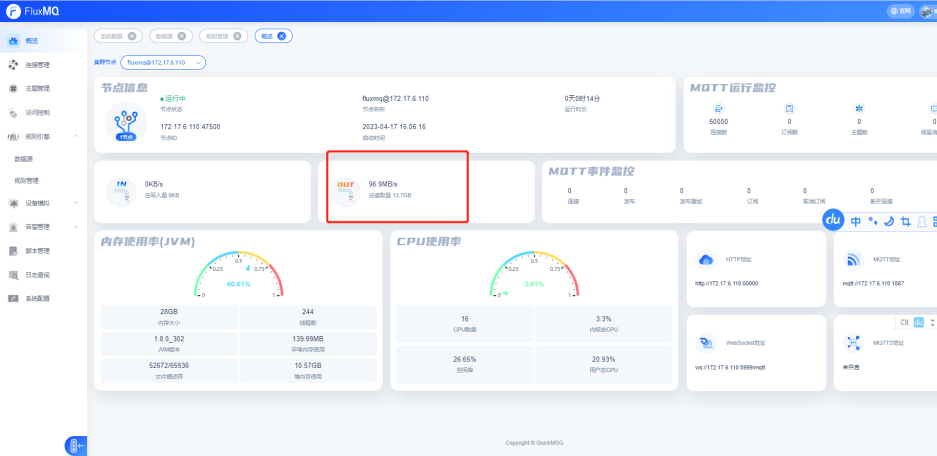 FluxMQ
官网
系统配置
数据源
规则管理
概览
概览
集群节点 fluxmq@172.17.6.110
连接管理
主题管理
访问控制
规则引擎
数据源
规则管理
设备模拟
告警管理
脚本管理
日志查询
系统配置
节点信息
1节点
运行中
节点状态
172.17.6.110:47500
节点ID
fluxmq@172.17.6.110
节点名称
2023-04-17 16:06:16
启动时间
0天0时14分
运行时长
MQTT运行监控
50000
连接数
0
订阅数
0
主题数
0
保留消
IN
0KB/s
总写入量 0KB
OUT
96.9MB/s
总读取量 13.7GB
MQTT事件监控
0
连接
0
发布
0
发布重试
0
订阅
0
取消订阅
0
断开连接
du 中
内存使用率(JVM)
0
0.25
0.5
0.75
1
60.61%
28GB
内存大小
244
线程数
1.8.0_302
JVM版本
139.99MB
非堆内存使用
52672/65536
文件描述符
10.57GB
堆内存使用
CPU使用率
0
0.25
0.5
0.75
1
2.81%
16
CPU数量
3.3%
内核态CPU
26.65%
空闲率
20.93%
用户态CPU
HTTP地址
http://172.17.6.110:60000
MQTT地址
mqtt://172.17.6.110:1887
WebSocket地址
ws://172.17.6.110:8999/mqtt
CH du
MQTTS地址
未开启
Copyright © QuickMSG